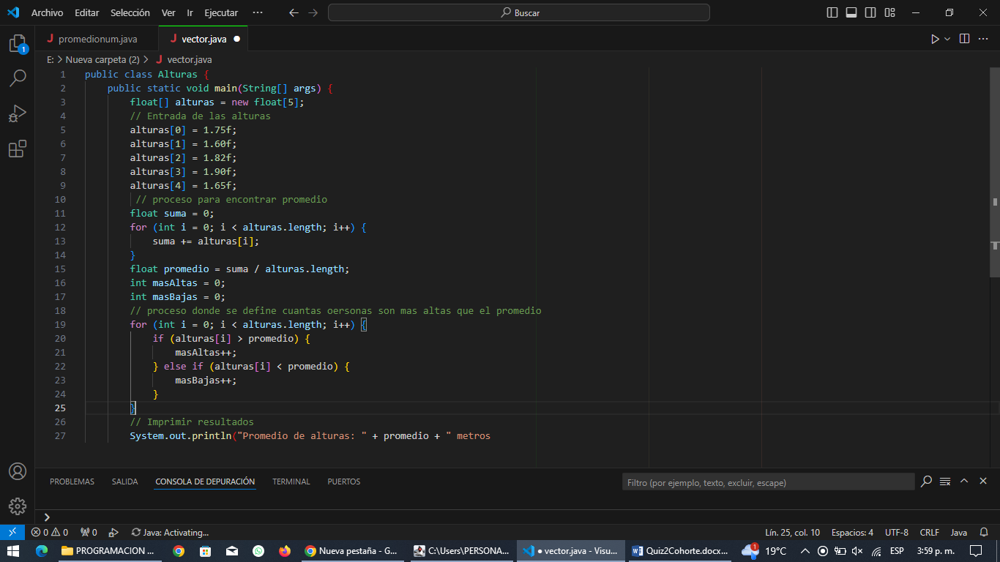 Archivo Editar Selección Ver Ir Ejecutar ··· Buscar
promedionum.java vector.java
E: > Nueva carpeta (2) > vector.java
1 public class Alturas {
2 public static void main(String[] args) {
3 float[] alturas = new float[5];
4 // Entrada de las alturas
5 alturas[0] = 1.75f;
6 alturas[1] = 1.60f;
7 alturas[2] = 1.82f;
8 alturas[3] = 1.90f;
9 alturas[4] = 1.65f;
10 // proceso para encontrar promedio
11 float suma = 0;
12 for (int i = 0; i < alturas.length; i++) {
13 suma += alturas[i];
14 }
15 float promedio = suma / alturas.length;
16 int masAltas = 0;
17 int masBajas = 0;
18 // proceso donde se define cuantas oersonas son mas altas que el promedio
19 for (int i = 0; i < alturas.length; i++) {
20 if (alturas[i] > promedio) {
21 masAltas++;
22 } else if (alturas[i] < promedio) {
23 masBajas++;
24 }
25 }
26 // Imprimir resultados
27 System.out.println("Promedio de alturas: " + promedio + " metros
1
PROBLEMAS SALIDA CONSOLA DE DEPURACIÓN TERMINAL PUERTOS Filtro (por ejemplo, texto, excluir, escape)
0 0 0 Java: Activating... Lín. 25, col. 10 Espacios: 4 UTF-8 CRLF Java
PROGRAMACION ... Nueva pestaña - G... C:\Users\PERSONA... ● vector.java - Visu... Quiz2Cohorte.docx... 1 19°C ESP 3:59 p. m.